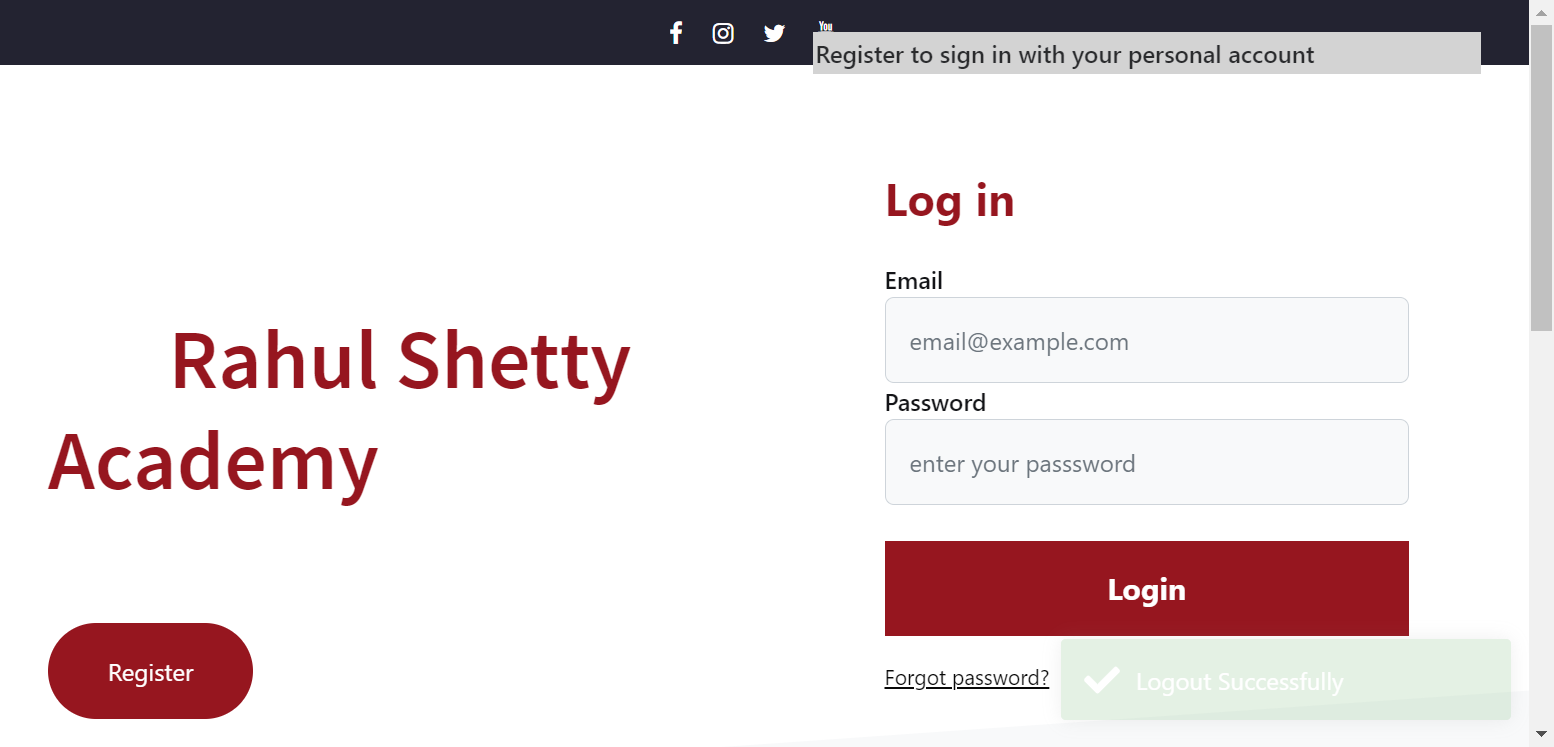 You
Register to sign in with your personal account
Log in
Email
email@example.com
Rahul Shetty
Academy
Password
enter your passsword
Login
Register
Forgot password?
Logout Successfully